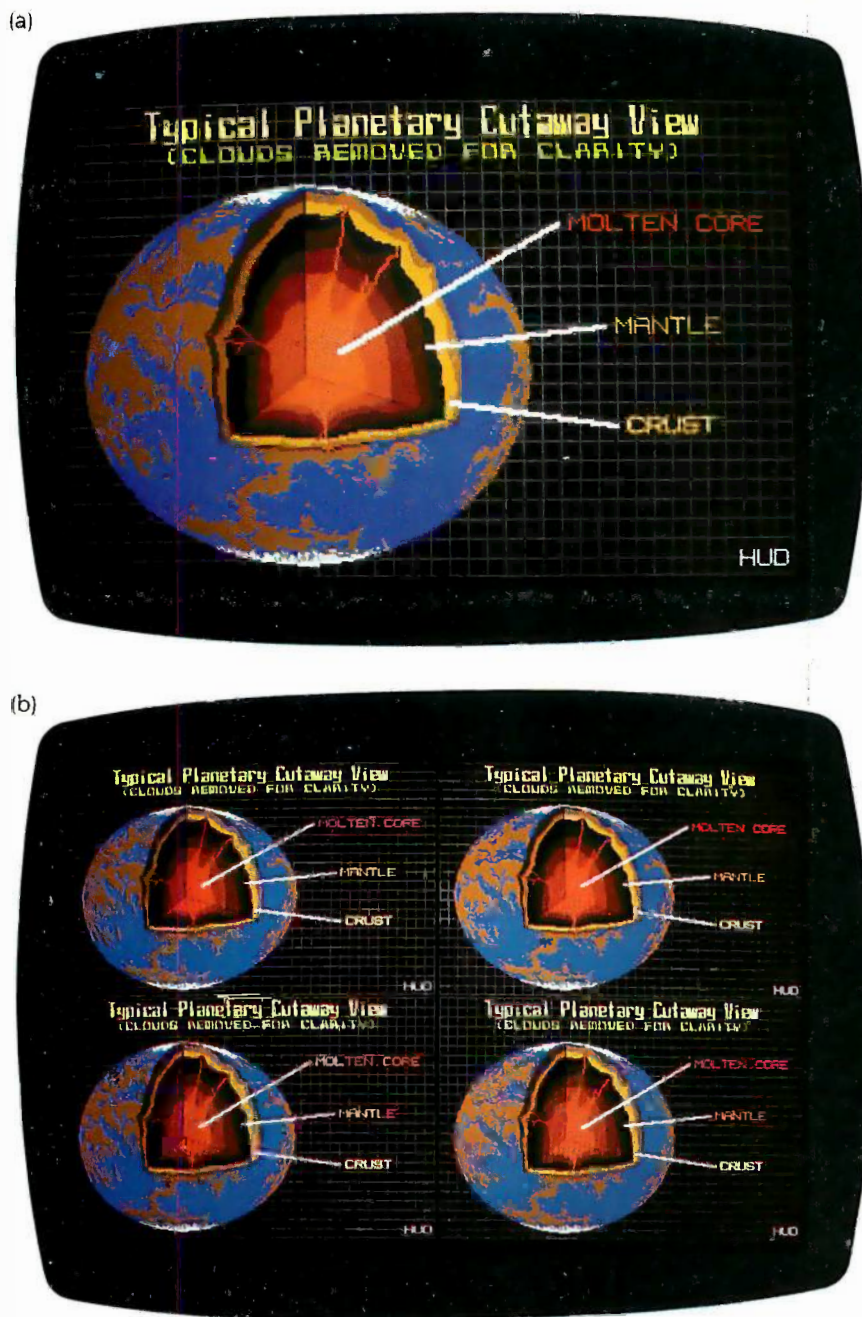 (a)
Typical Planetary Cutaway View
(CLOUDS REMOVED FOR CLARITY)
MOLTEN CORE
MANTLE
CRUST
HUD
(b)
Typical Planetary Cutaway View
(CLOUDS REMOVED FOR CLARITY)
MOLTEN CORE
MANTLE
CRUST
HUD
Typical Planetary Cutaway View
(CLOUDS REMOVED FOR CLARITY)
MOLTEN CORE
MANTLE
CRUST
HUD
Typical Planetary Cutaway View
(CLOUDS REMOVED FOR CLARITY)
MOLTEN CORE
MANTLE
CRUST
HUD
Typical Planetary Cutaway View
(CLOUDS REMOVED FOR CLARITY)
MOLTEN CORE
MANTLE
CRUST
HUD